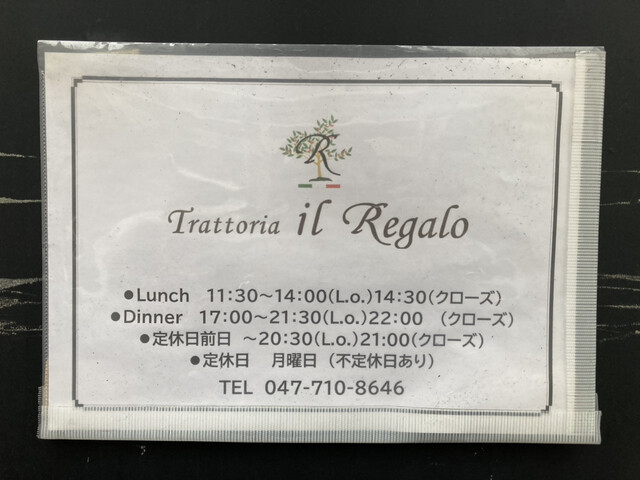 R
Trattoria il Regalo
●Lunch 11:30～14:00(L.o.)14:30(クローズ)
●Dinner 17:00～21:30(L.o.)22:00 (クローズ)
●定休日前日 ～20:30(L.o.)21:00(クローズ)
●定休日 月曜日 (不定休日あり)
TEL 047-710-8646